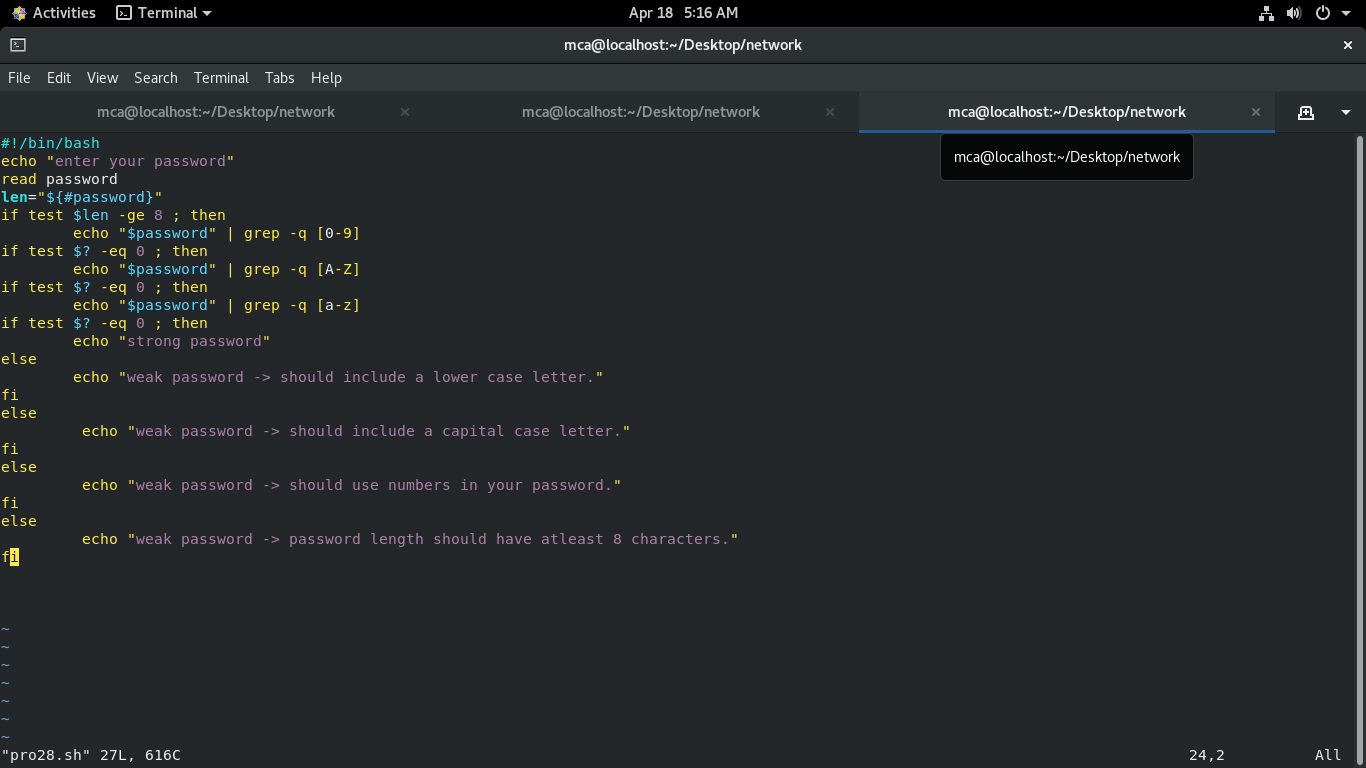 Activities Terminal Apr 18 5:16 AM
mca@localhost:~/Desktop/network ×
File Edit View Search Terminal Tabs Help
mca@localhost:~/Desktop/network × mca@localhost:~/Desktop/network × mca@localhost:~/Desktop/network ×
mca@localhost:~/Desktop/network
#!/bin/bash
echo "enter your password"
read password
len="${#password}"
if test $len -ge 8 ; then
        echo "$password" | grep -q [0-9]
if test $? -eq 0 ; then
        echo "$password" | grep -q [A-Z]
if test $? -eq 0 ; then
        echo "$password" | grep -q [a-z]
if test $? -eq 0 ; then
        echo "strong password"
else
        echo "weak password -> should include a lower case letter."
fi
else
         echo "weak password -> should include a capital case letter."
fi
else
         echo "weak password -> should use numbers in your password."
fi
else
         echo "weak password -> password length should have atleast 8 characters."
fi
~
~
~
~
~
~
~
"pro28.sh" 27L, 616C 24,2 All